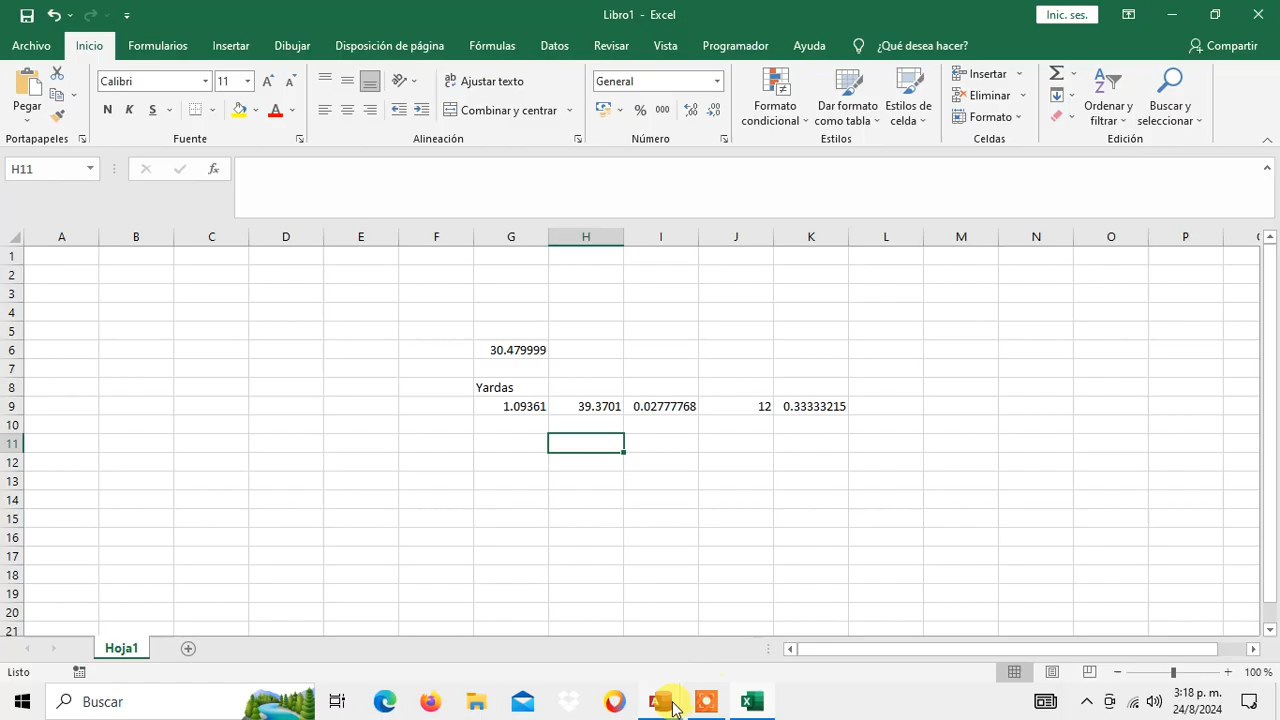 Libro1 - Excel
Inic. ses.
Archivo Inicio Formularios Insertar Dibujar Disposición de página Fórmulas Datos Revisar Vista Programador Ayuda ¿Qué desea hacer? Compartir
Pegar
Calibri 11
N K S
Ajustar texto
Combinar y centrar
General
% 000
Formato condicional
Dar formato como tabla
Estilos de celda
Insertar
Eliminar
Formato
Ordenar y filtrar
Buscar y seleccionar
Portapapeles Fuente Alineación Número Estilos Celdas Edición
H11 fx
A B C D E F G H I J K L M N O P
1
2
3
4
5
6 30.479999
7
8 Yardas
9 1.09361 39.3701 0.02777768 12 0.33333215
10
11
12
13
14
15
16
17
18
19
20
21
Hoja1
Listo 100 %
Buscar
3:18 p. m.
24/8/2024